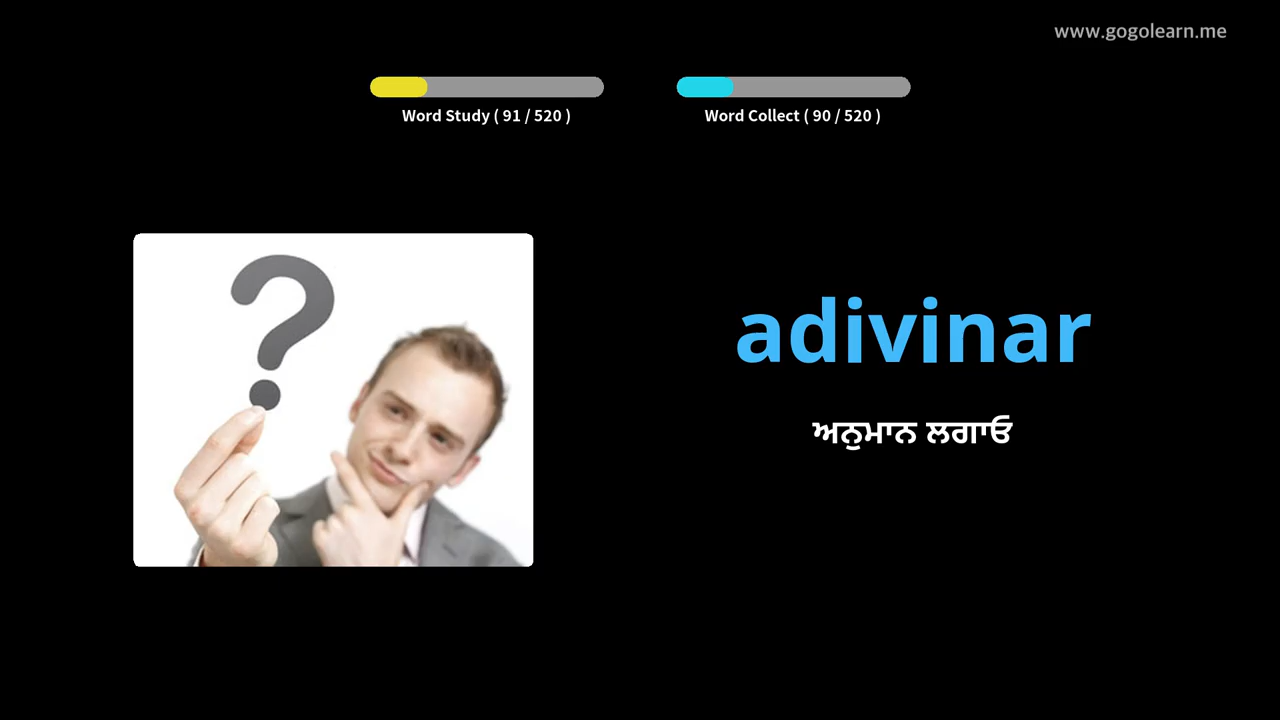 www.gogolearn.me
Word Study ( 91 / 520 )
Word Collect ( 90 / 520 )
?
adivinar
ਅਨੁਮਾਨ ਲਗਾਓ